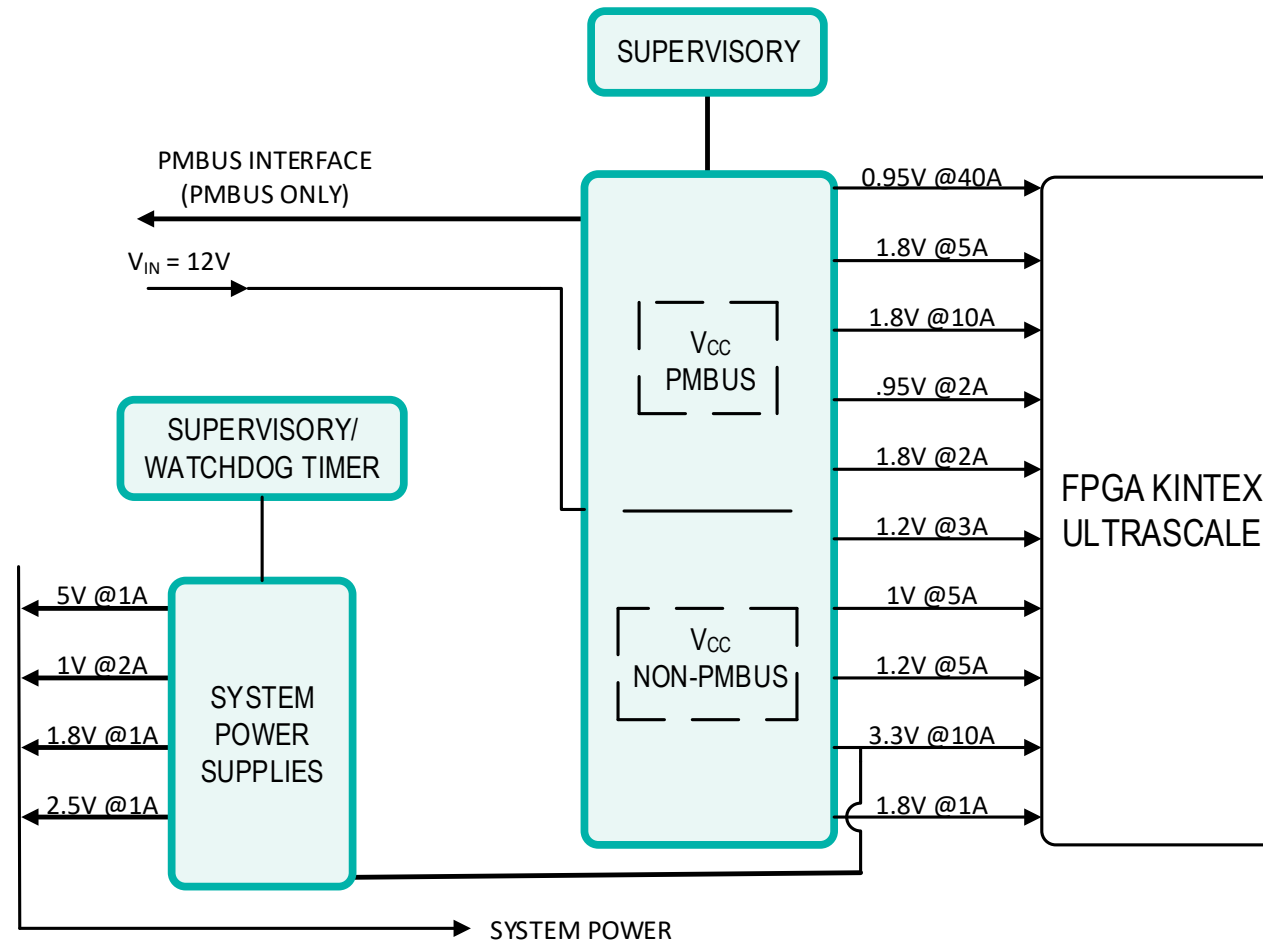 SUPERVISORY
PMBUS INTERFACE
(PMBUS ONLY)
VIN = 12V
0.95V @40A
1.8V @5A
1.8V @10A
.95V @2A
1.8V @2A
1.2V @3A
1V @5A
1.2V @5A
3.3V @10A
1.8V @1A
VCC
PMBUS
VCC
NON-PMBUS
FPGA KINTEX
ULTRASCALE
SUPERVISORY/
WATCHDOG TIMER
5V @1A
1V @2A
1.8V @1A
2.5V @1A
SYSTEM
POWER
SUPPLIES
SYSTEM POWER